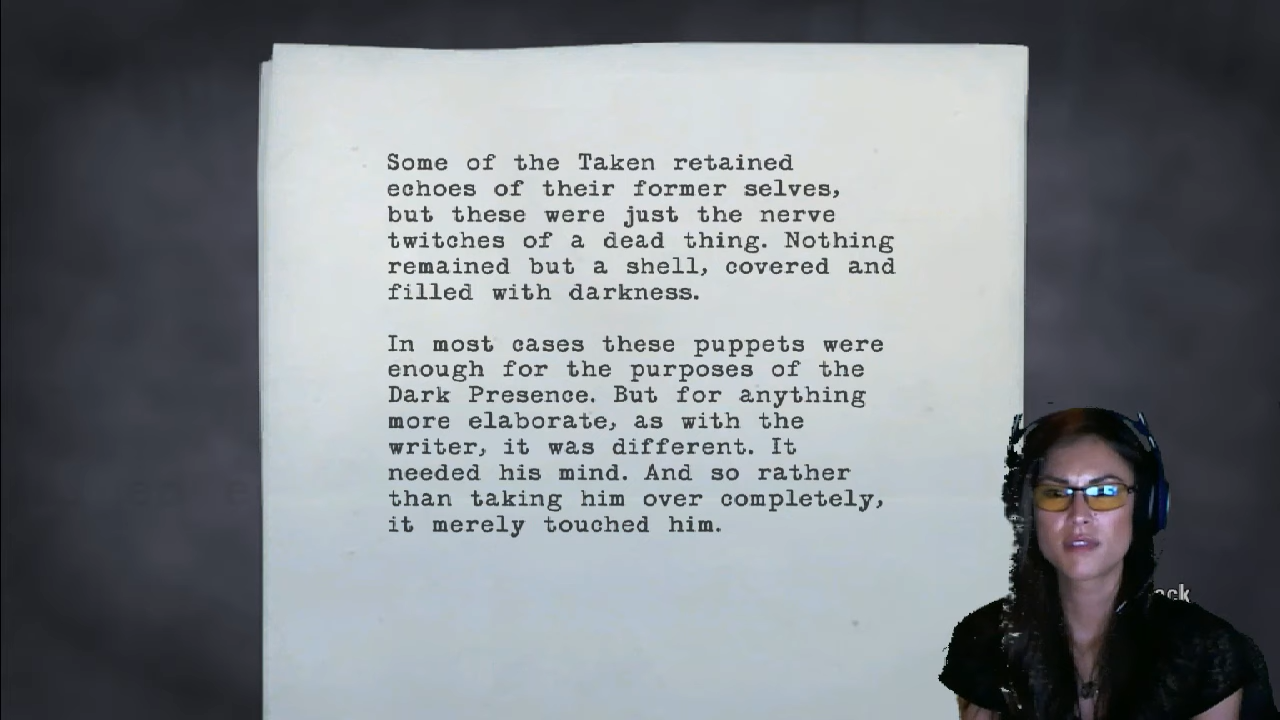 Some of the Taken retained
echoes of their former selves,
but these were just the nerve
twitches of a dead thing. Nothing
remained but a shell, covered and
filled with darkness.
In most cases these puppets were
enough for the purposes of the
Dark Presence. But for anything
more elaborate, as with the
writer, it was different. It
needed his mind. And so rather
than taking him over completely,
it merely touched him.